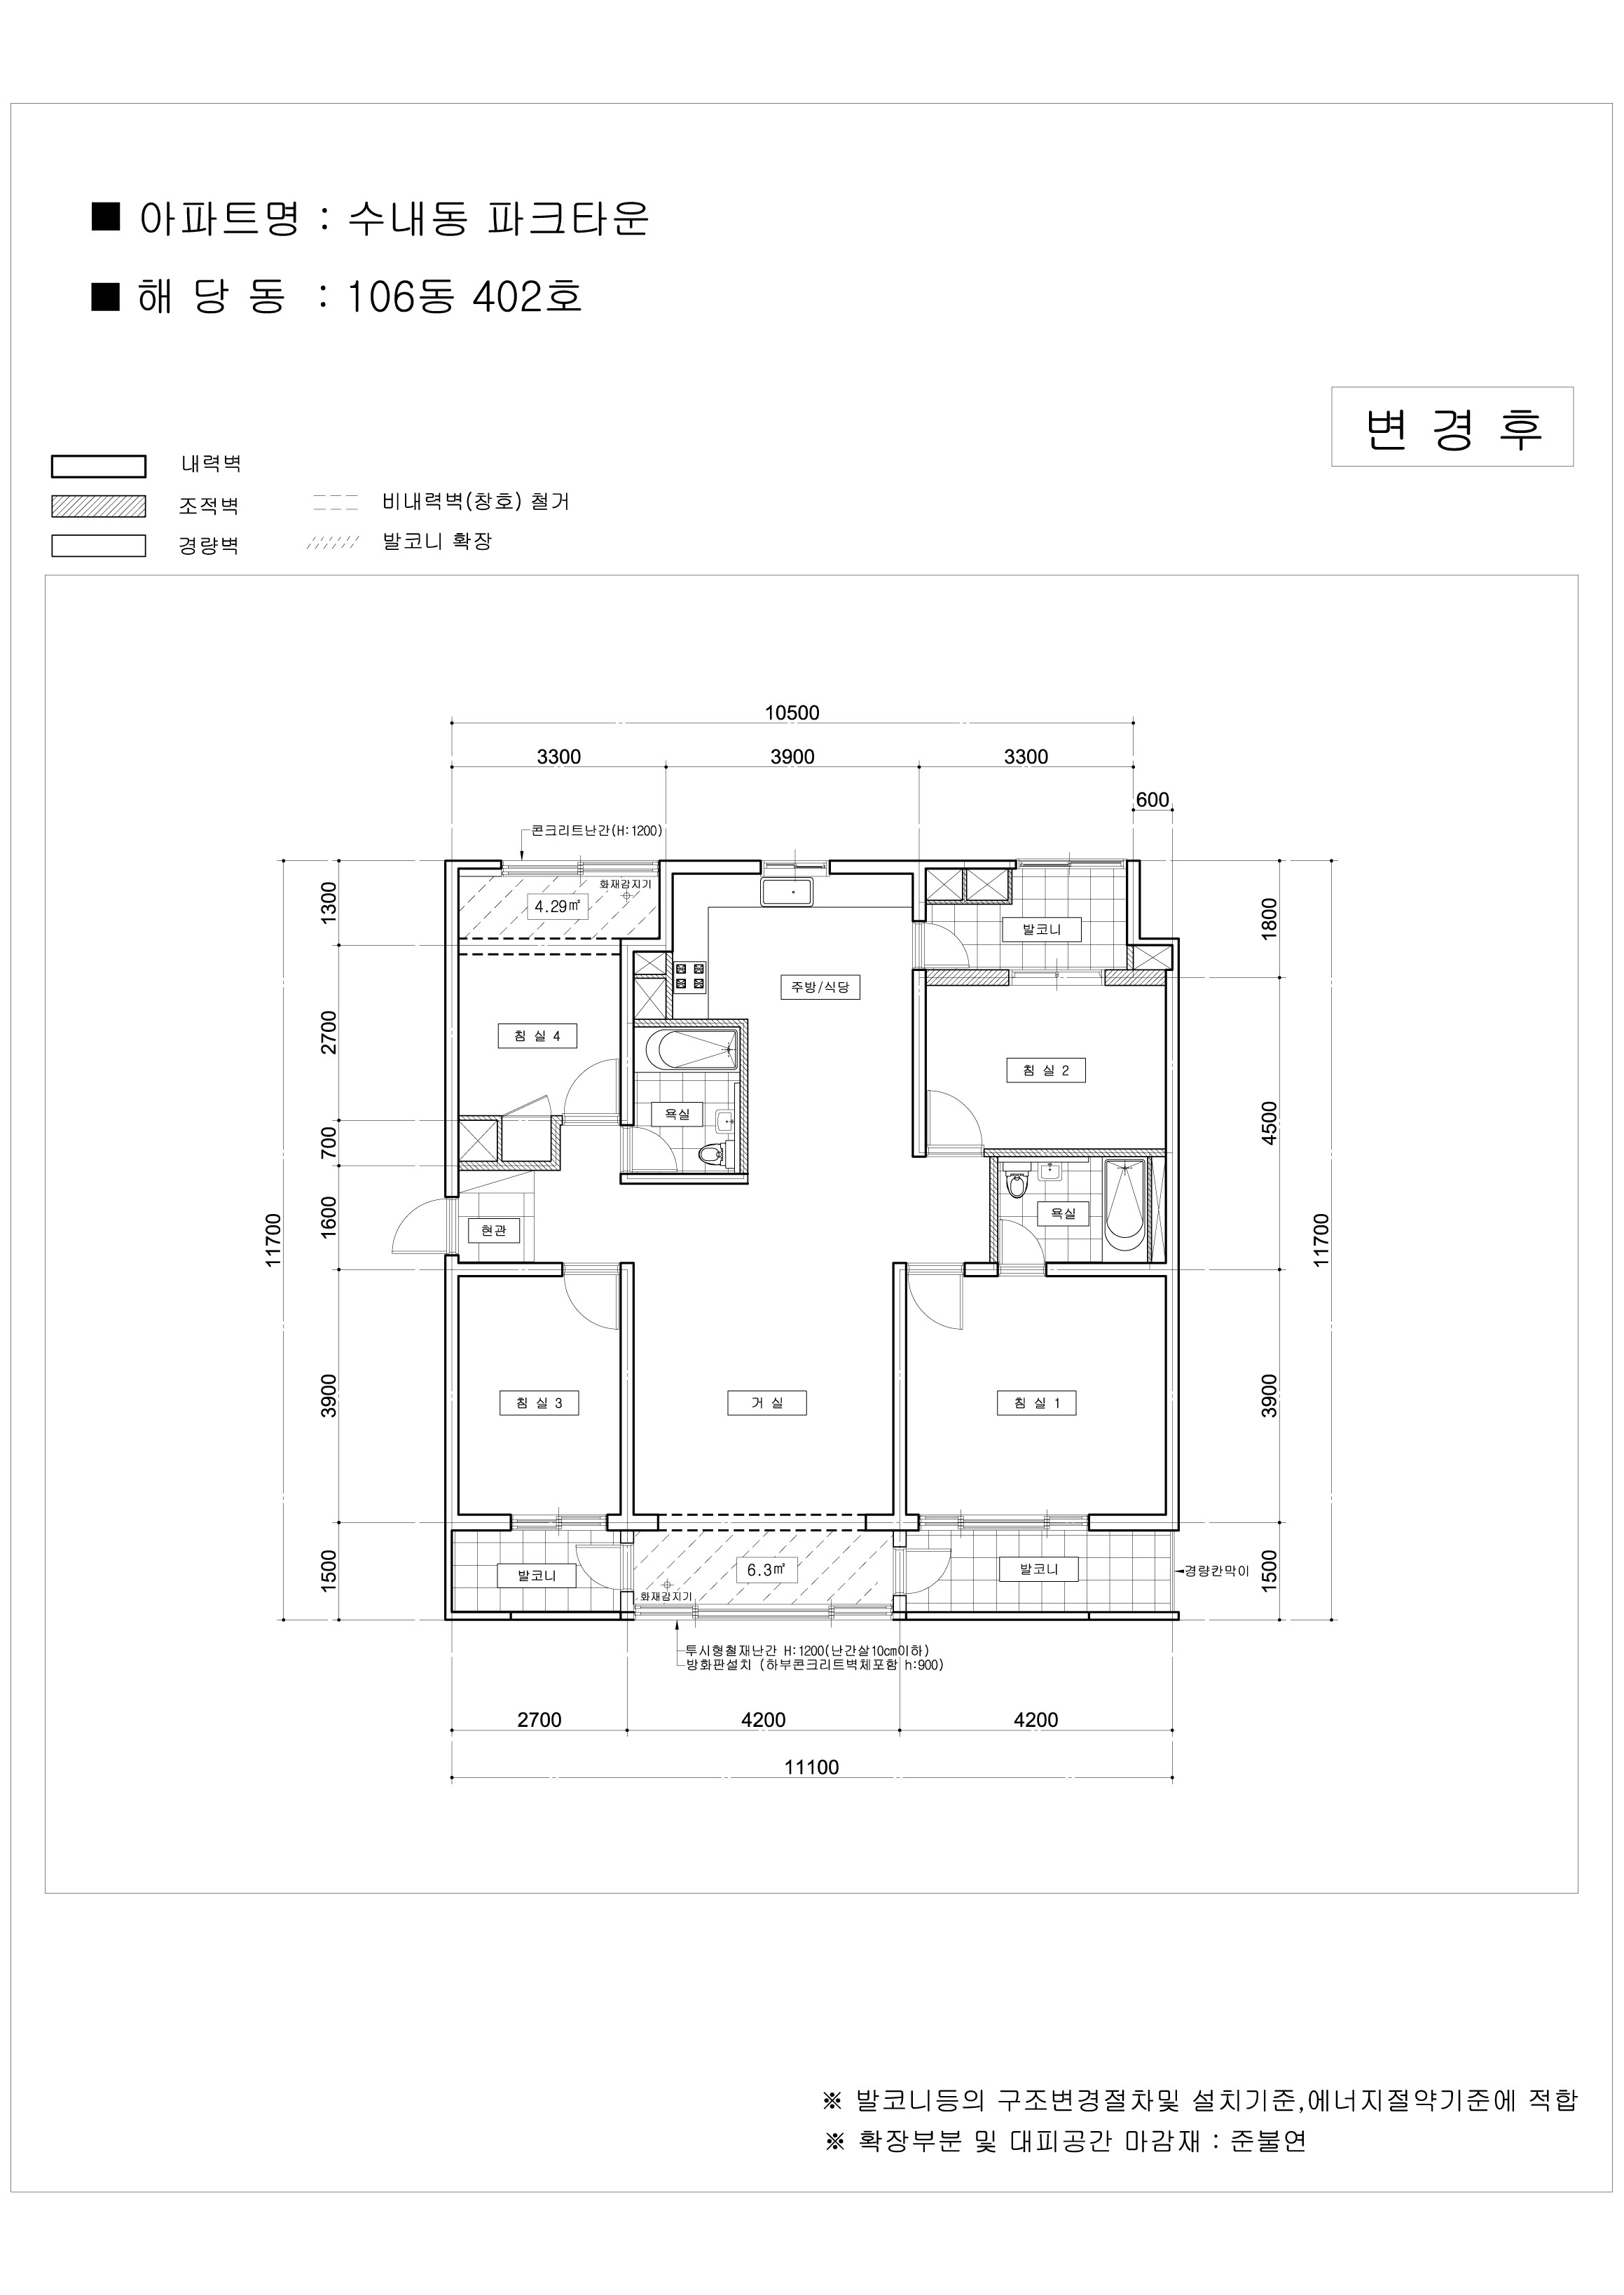 ■ 아파트명 : 수내동 파크타운
■ 해 당 동 : 106동 402호
변 경 후
내력벽
조적벽
비내력벽(창호) 철거
경량벽
발코니 확장
10500
3300
3900
3300
600
콘크리트난간(H:1200)
화재감지기
4.29㎡
1300
1800
발코니
주방/식당
침 실 4
2700
침 실 2
욕실
4500
700
욕실
현관
1600
11700
11700
침 실 3
거 실
침 실 1
3900
3900
발코니
6.3㎡
발코니
경량칸막이
화재감지기
1500
1500
투시형철재난간 H:1200(난간살10cm이하)
방화판설치 (하부콘크리트벽체포함 h:900)
2700
4200
4200
11100
※ 발코니등의 구조변경절차및 설치기준,에너지절약기준에 적합
※ 확장부분 및 대피공간 마감재 : 준불연